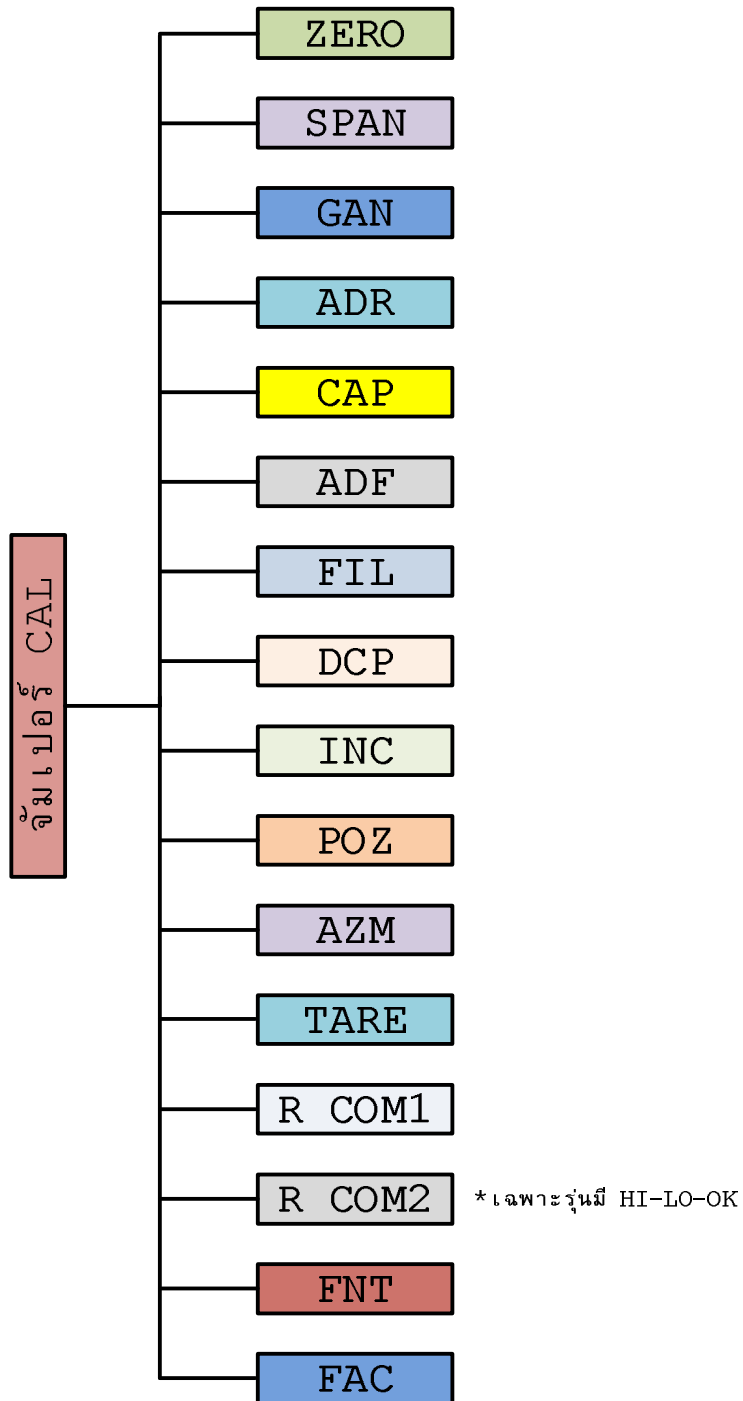 ZERO
SPAN
GAN
ADR
CAP
ADF
FIL
DCP
INC
POZ
AZM
TARE
R COM1
R COM2 *เฉพาะรุ่นมี HI-LO-OK
FNT
FAC
จั้มเปอร์ CAL